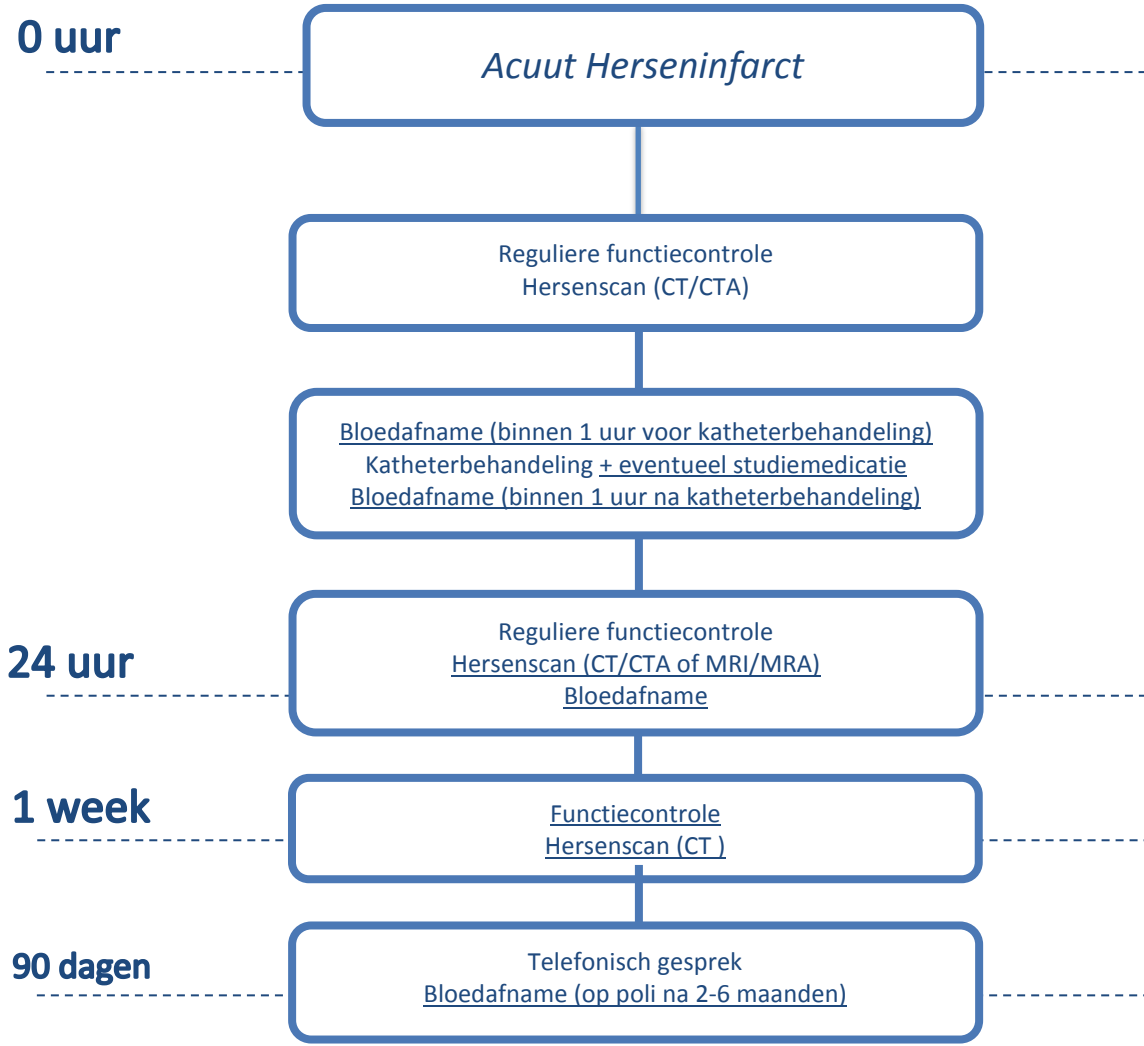 0 uur
Acuut Herseninfarct
Reguliere functiecontrole
Hersenscan (CT/CTA)
Bloedafname (binnen 1 uur voor katheterbehandeling)
Katheterbehandeling + eventueel studiemedicatie
Bloedafname (binnen 1 uur na katheterbehandeling)
24 uur
Reguliere functiecontrole
Hersenscan (CT/CTA of MRI/MRA)
Bloedafname
1 week
Functiecontrole
Hersenscan (CT )
90 dagen
Telefonisch gesprek
Bloedafname (op poli na 2-6 maanden)